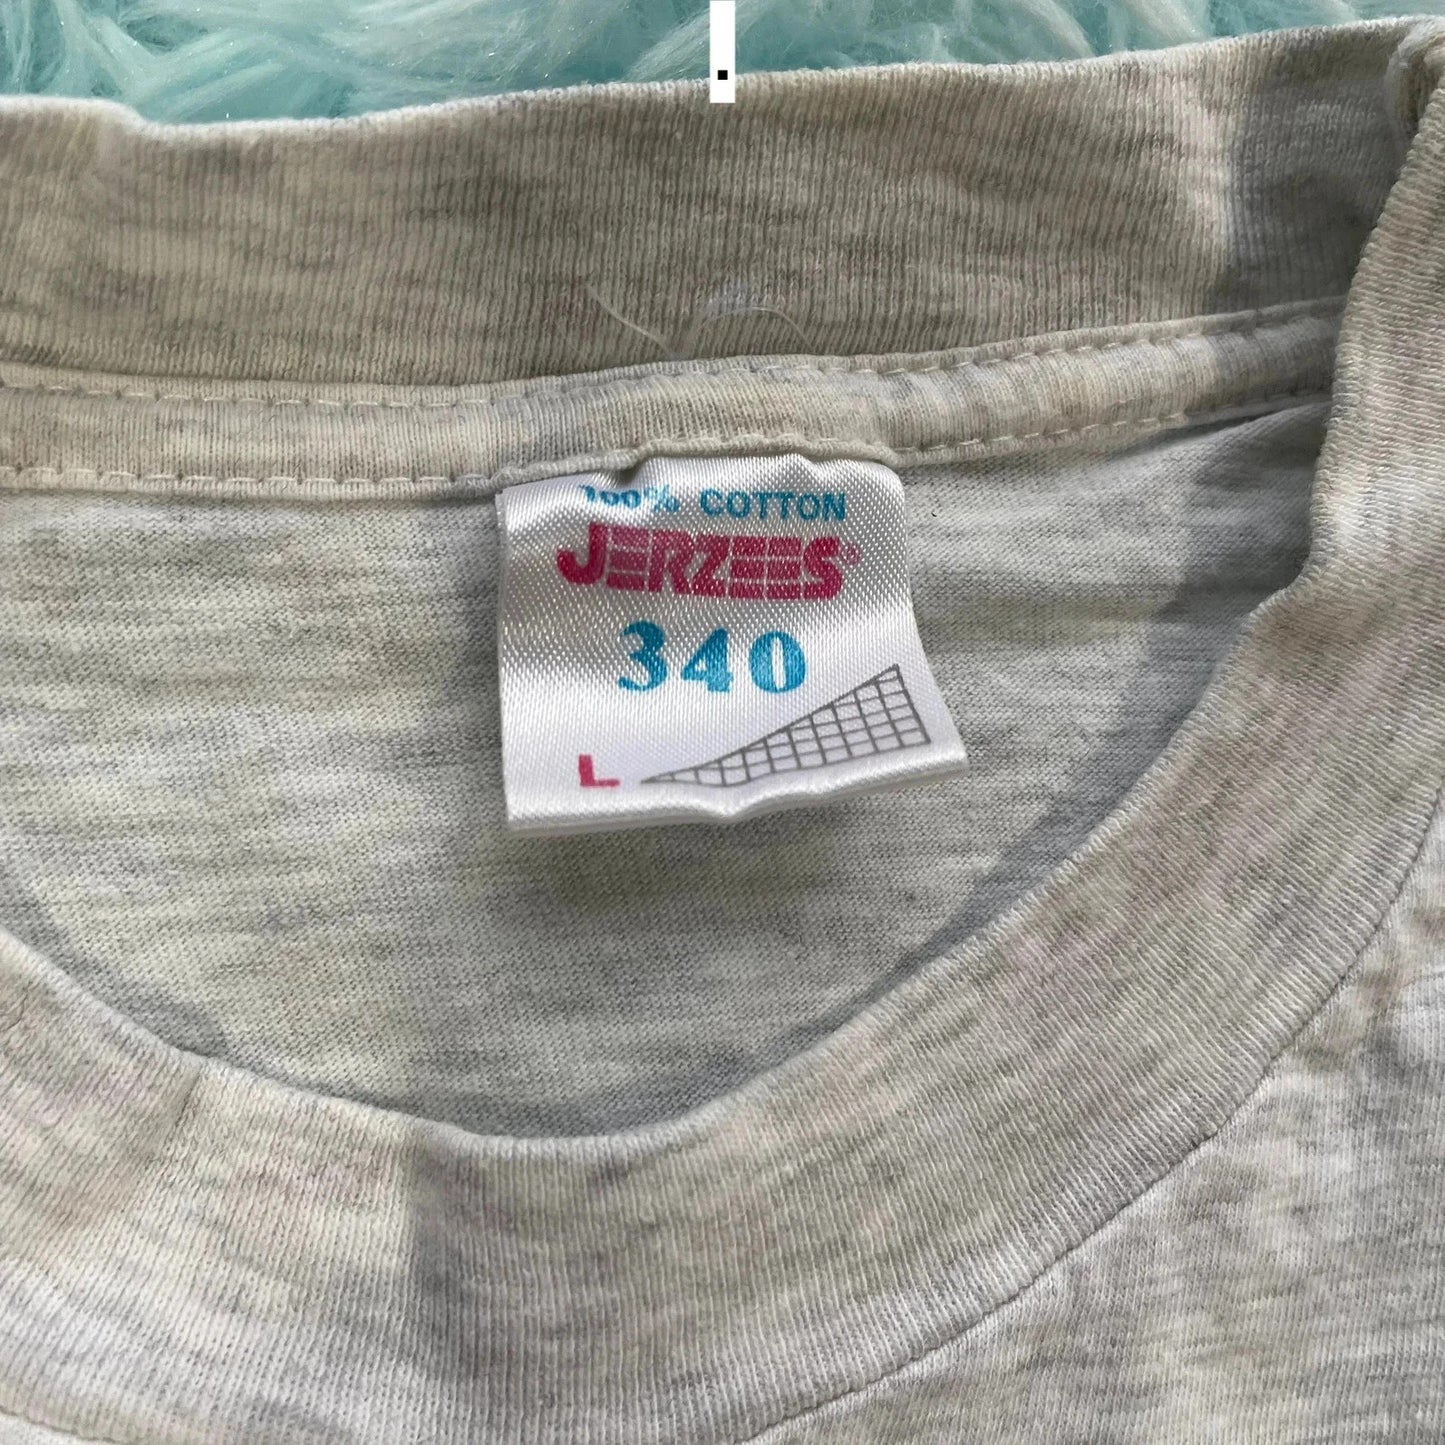 .
100% COTTON
JERZEES®
340
L